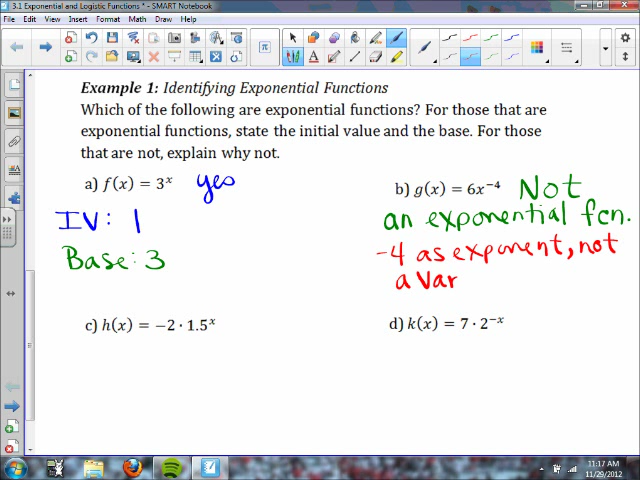 3.1 Exponential and Logistic Functions * - SMART Notebook
File Edit View Insert Format Tools Math Draw Help
Example 1: Identifying Exponential Functions
Which of the following are exponential functions? For those that are
exponential functions, state the initial value and the base. For those
that are not, explain why not.
a) f(x) = 3ˣ yes
IV: 1
Base: 3
b) g(x) = 6x⁻⁴ Not
an exponential fcn.
-4 as exponent, not
a var
c) h(x) = −2 · 1.5ˣ
d) k(x) = 7 · 2⁻ˣ
11:17 AM
11/29/2012